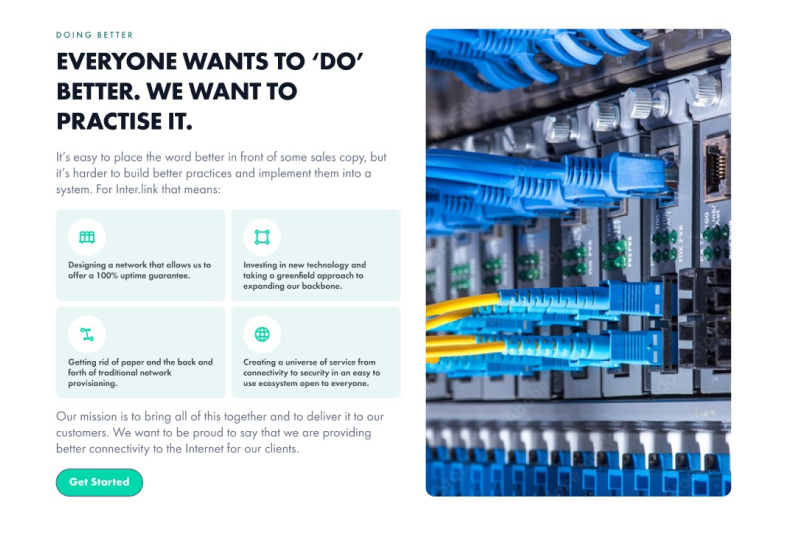 DOING BETTER
EVERYONE WANTS TO ‘DO’
BETTER. WE WANT TO
PRACTISE IT.
It’s easy to place the word better in front of some sales copy, but
it’s harder to build better practices and implement them into a
system. For Inter.link that means:
Designing a network that allows us to
offer a 100% uptime guarantee.
Investing in new technology and
taking a greenfield approach to
expanding our backbone.
Getting rid of paper and the back and
forth of traditional network
provisioning.
Creating a universe of service from
connectivity to security in an easy to
use ecosystem open to everyone.
Our mission is to bring all of this together and to deliver it to our
customers. We want to be proud to say that we are providing
better connectivity to the Internet for our clients.
Get Started